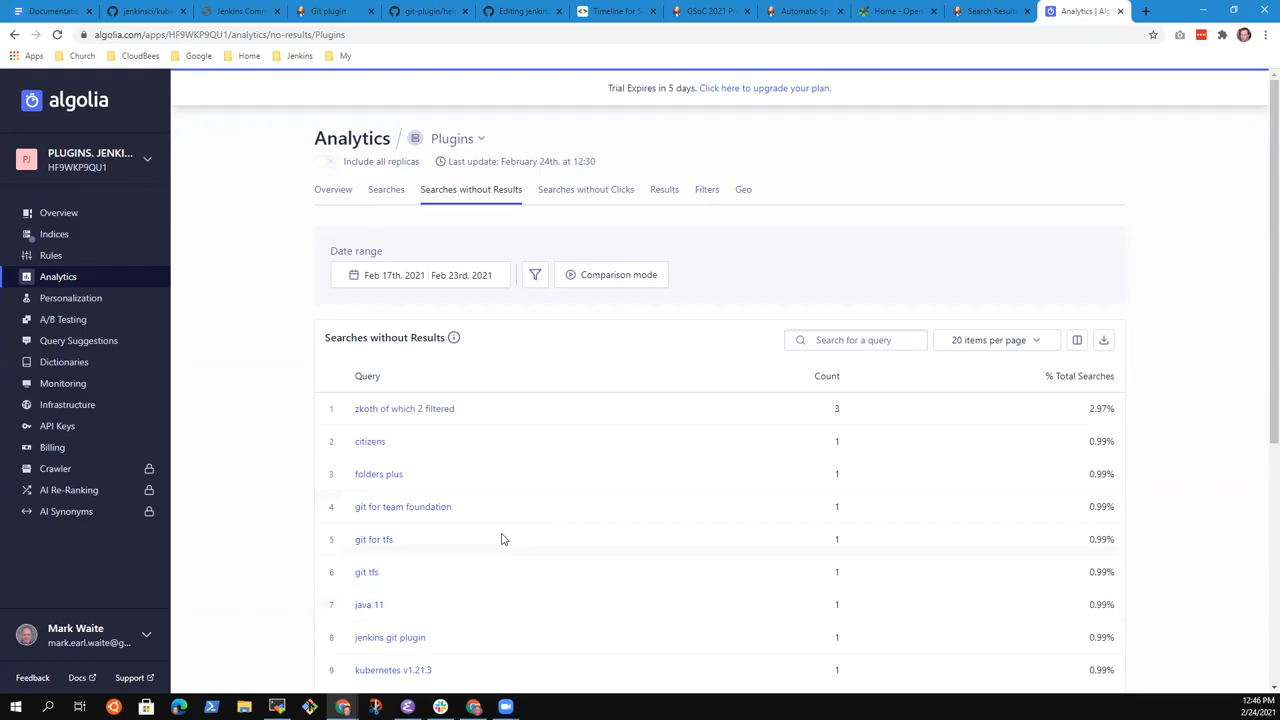 Documentation
jenkinsci/kub
Jenkins Comm
Git plugin
git-plugin/help
Editing jenkin
Timeline for S
GSoC 2021 Pr
Automatic Sp
Home - Open
Search Result
Analytics | Alg
algolia.com/apps/HF9WKP9QU1/analytics/no-results/Plugins
Apps
Church
CloudBees
Google
Home
Jenkins
My
algolia
Trial Expires in 5 days. Click here to upgrade your plan.
PLUGINS. JENKI...
HF9WKP9QU1
Analytics / Plugins
Include all replicas
Last update: February 24th, at 12:30
Overview
Searches
Searches without Results
Searches without Clicks
Results
Filters
Geo
Overview
Indices
Rules
Analytics
Personalization
A/B Testing
Query Suggestions
Dictionaries
Monitoring
Infrastructure
API Keys
Billing
Crawler
AI Re-Ranking
AI Synonyms
Date range
Feb 17th, 2021 | Feb 23rd, 2021
Comparison mode
Searches without Results
Search for a query
20 items per page
Query Count % Total Searches
1 zkoth of which 2 filtered 3 2.97%
2 citizens 1 0.99%
3 folders plus 1 0.99%
4 git for team foundation 1 0.99%
5 git for tfs 1 0.99%
6 git tfs 1 0.99%
7 java 11 1 0.99%
8 jenkins git plugin 1 0.99%
9 kubernetes v1.21.3 1 0.99%
Mark Waite
mark.earl.waite@g...
Feedback
Docs
Support
12:46 PM
2/24/2021